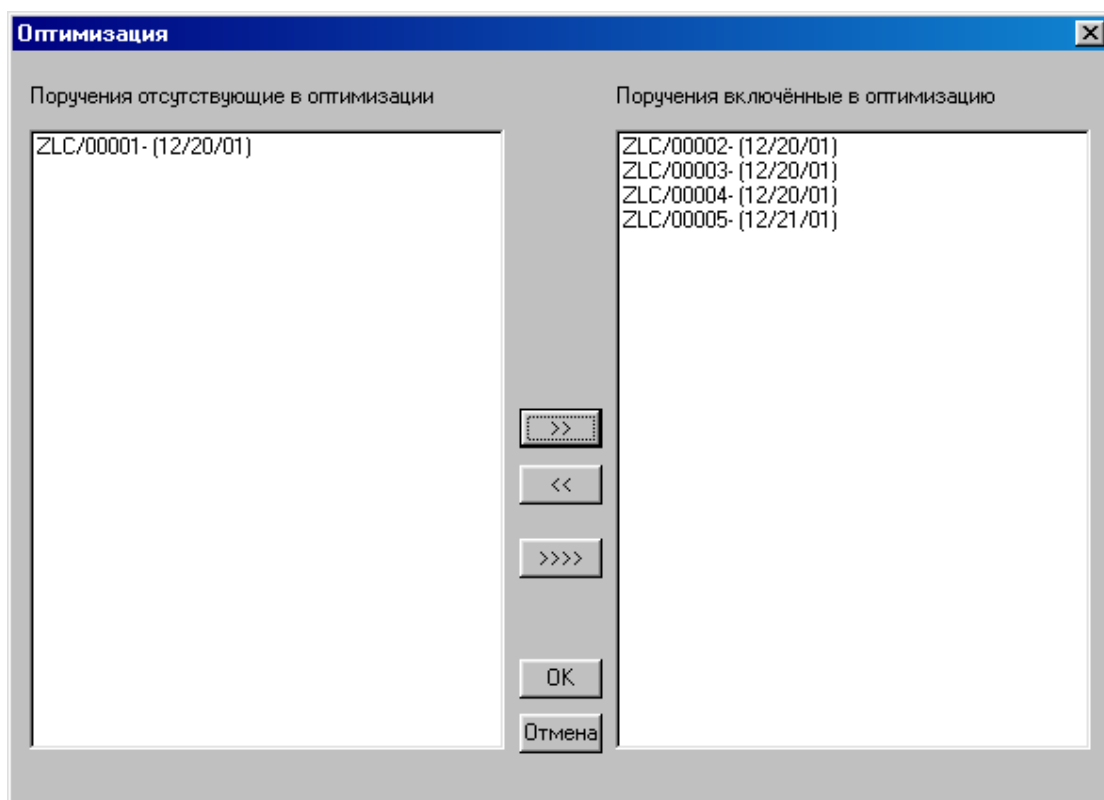 Оптимизация
Поручения отсутствующие в оптимизации
ZLC/00001- (12/20/01)
Поручения включённые в оптимизацию
ZLC/00002- (12/20/01)
ZLC/00003- (12/20/01)
ZLC/00004- (12/20/01)
ZLC/00005- (12/21/01)
>>
<<
>>>>
OK
Отмена